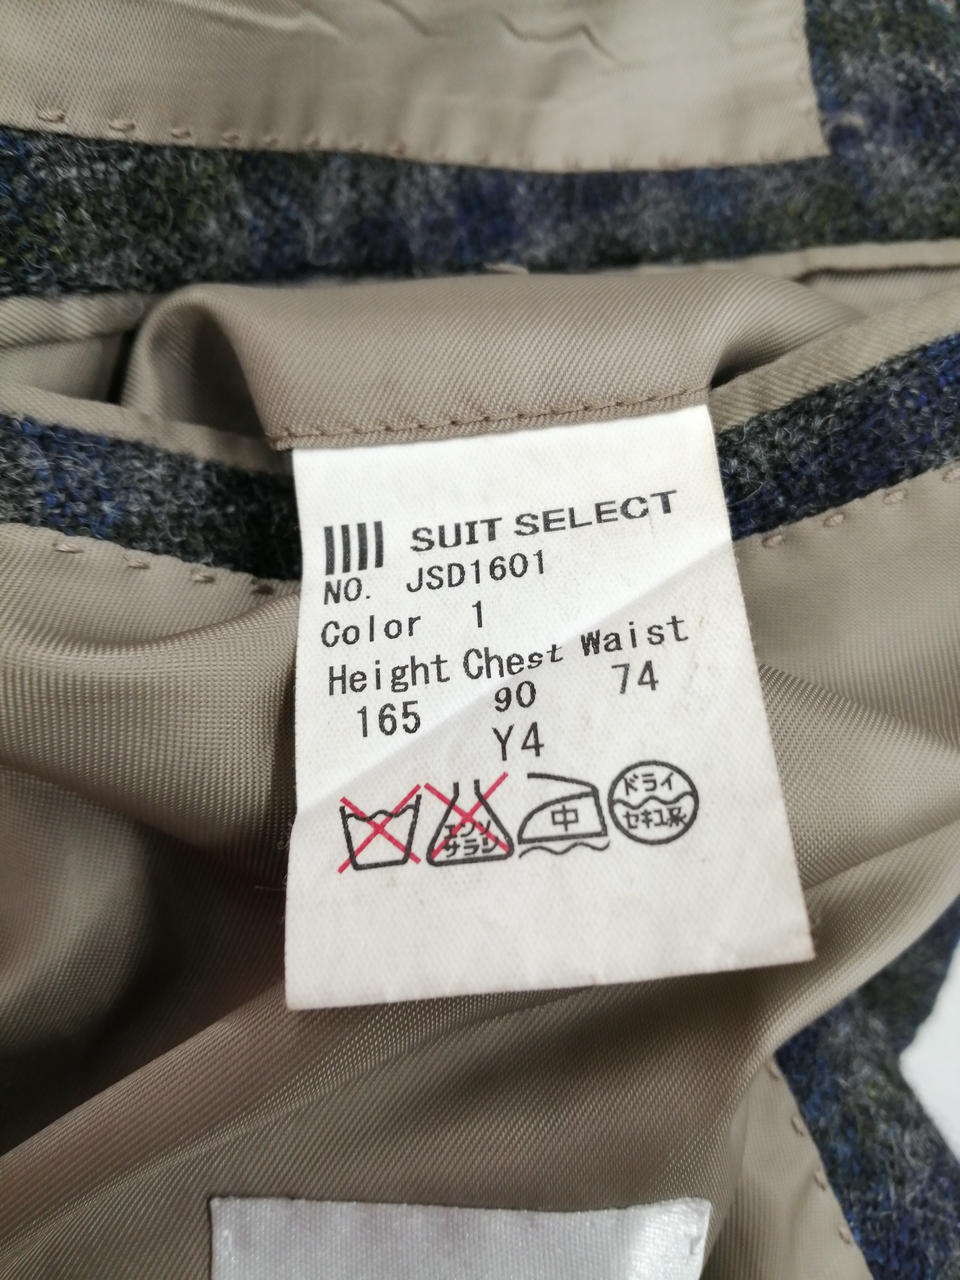 SUIT SELECT
NO. JSD1601
Color 1
Height Chest Waist
165 90 74
Y4
エンソ
サラシ
中
ドライ
セキユ系